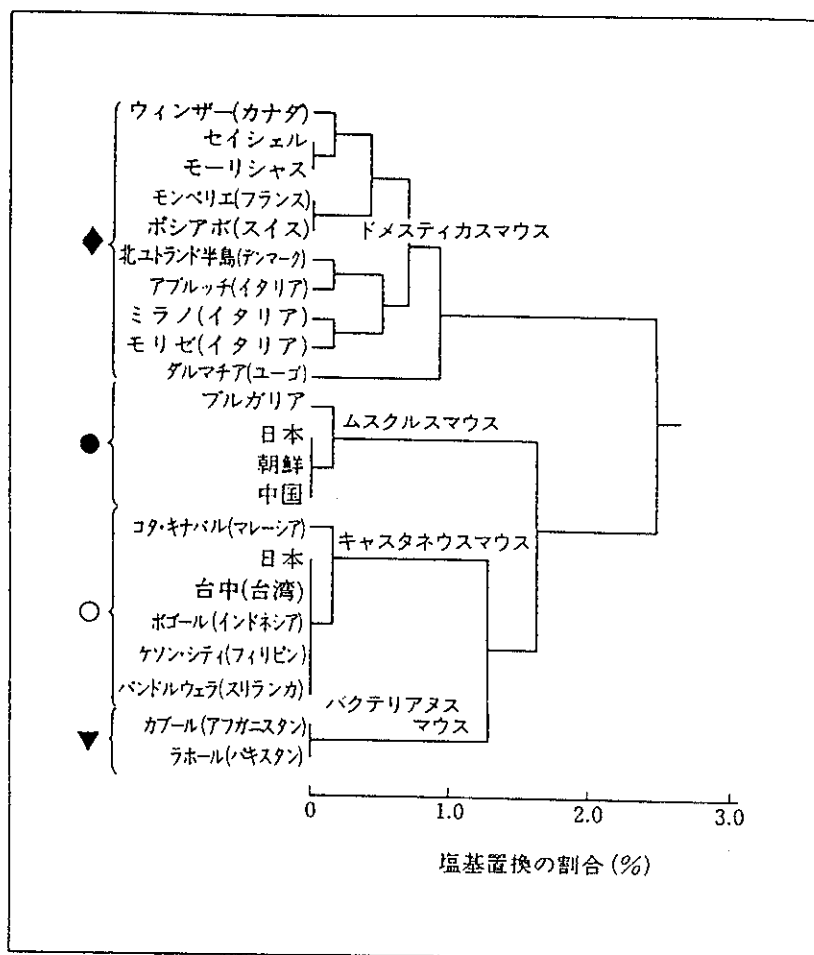 ウィンザー(カナダ)
セイシェル
モーリシャス
モンペリエ(フランス)
ボシアボ(スイス)
ドメスティカスマウス
北ユトランド半島(デンマーク)
アブルッチ(イタリア)
ミラノ(イタリア)
モリゼ(イタリア)
ダルマチア(ユーゴ)
ブルガリア
ムスクルスマウス
日本
朝鮮
中国
コタ・キナバル(マレーシア)
キャスタネウスマウス
日本
台中(台湾)
ボゴール(インドネシア)
ケソン・シティ(フィリピン)
バンドルウェラ(スリランカ)
バクテリアヌス
マウス
カブール(アフガニスタン)
ラホール(パキスタン)
0 1.0 2.0 3.0
塩基置換の割合(%)